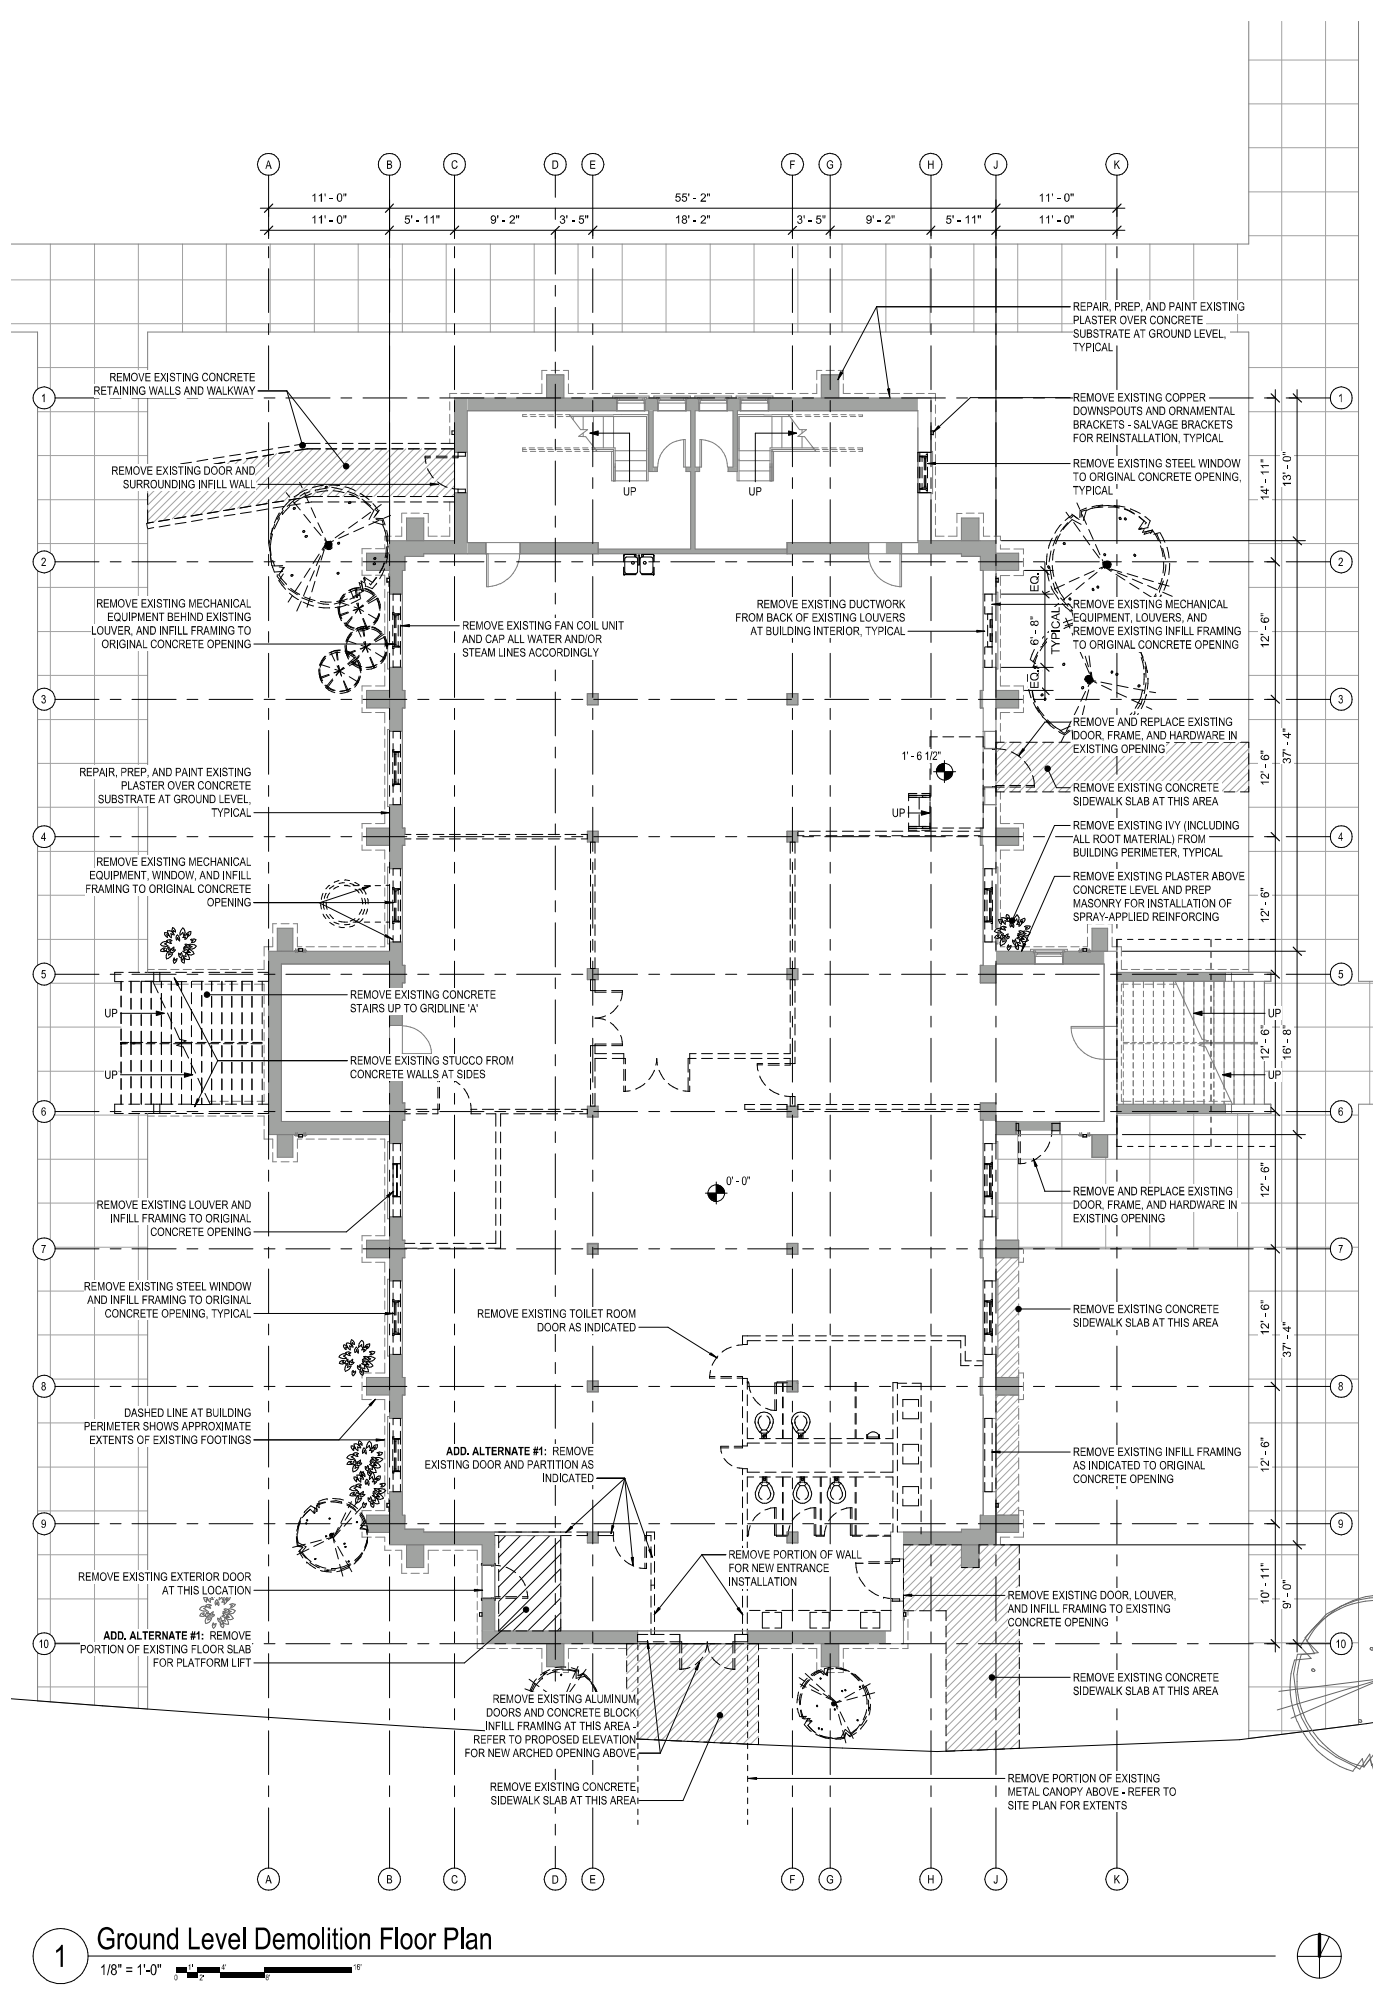 A B C D E F G H J K
11' - 0" 55' - 2" 11' - 0"
11' - 0" 5' - 11" 9' - 2" 3' - 5" 18' - 2" 3' - 5" 9' - 2" 5' - 11" 11' - 0"
REPAIR, PREP, AND PAINT EXISTING
PLASTER OVER CONCRETE
SUBSTRATE AT GROUND LEVEL,
TYPICAL
REMOVE EXISTING CONCRETE
RETAINING WALLS AND WALKWAY
1
1
REMOVE EXISTING COPPER
DOWNSPOUTS AND ORNAMENTAL
BRACKETS - SALVAGE BRACKETS
FOR REINSTALLATION, TYPICAL
REMOVE EXISTING DOOR AND
SURROUNDING INFILL WALL
REMOVE EXISTING STEEL WINDOW
TO ORIGINAL CONCRETE OPENING,
TYPICAL
UP
UP
14' - 11"
13' - 0"
2
2
REMOVE EXISTING MECHANICAL
EQUIPMENT BEHIND EXISTING
LOUVER, AND INFILL FRAMING TO
ORIGINAL CONCRETE OPENING
REMOVE EXISTING FAN COIL UNIT
AND CAP ALL WATER AND/OR
STEAM LINES ACCORDINGLY
REMOVE EXISTING DUCTWORK
FROM BACK OF EXISTING LOUVERS
AT BUILDING INTERIOR, TYPICAL
EQ.
6' - 8"
TYPICAL
EQ.
REMOVE EXISTING MECHANICAL
EQUIPMENT, LOUVERS, AND
REMOVE EXISTING INFILL FRAMING
TO ORIGINAL CONCRETE OPENING
12' - 6"
3
3
REMOVE AND REPLACE EXISTING
DOOR, FRAME, AND HARDWARE IN
EXISTING OPENING
1' - 6 1/2"
12' - 6"
37' - 4"
REPAIR, PREP, AND PAINT EXISTING
PLASTER OVER CONCRETE
SUBSTRATE AT GROUND LEVEL,
TYPICAL
REMOVE EXISTING CONCRETE
SIDEWALK SLAB AT THIS AREA
UP
4
4
REMOVE EXISTING IVY (INCLUDING
ALL ROOT MATERIAL) FROM
BUILDING PERIMETER, TYPICAL
REMOVE EXISTING MECHANICAL
EQUIPMENT, WINDOW, AND INFILL
FRAMING TO ORIGINAL CONCRETE
OPENING
REMOVE EXISTING PLASTER ABOVE
CONCRETE LEVEL AND PREP
MASONRY FOR INSTALLATION OF
SPRAY-APPLIED REINFORCING
12' - 6"
5
5
REMOVE EXISTING CONCRETE
STAIRS UP TO GRIDLINE 'A'
UP
UP
REMOVE EXISTING STUCCO FROM
CONCRETE WALLS AT SIDES
UP
UP
12' - 6"
16' - 8"
6
6
0' - 0"
12' - 6"
REMOVE EXISTING LOUVER AND
INFILL FRAMING TO ORIGINAL
CONCRETE OPENING
REMOVE AND REPLACE EXISTING
DOOR, FRAME, AND HARDWARE IN
EXISTING OPENING
7
7
REMOVE EXISTING STEEL WINDOW
AND INFILL FRAMING TO ORIGINAL
CONCRETE OPENING, TYPICAL
REMOVE EXISTING TOILET ROOM
DOOR AS INDICATED
REMOVE EXISTING CONCRETE
SIDEWALK SLAB AT THIS AREA
12' - 6"
37' - 4"
8
8
DASHED LINE AT BUILDING
PERIMETER SHOWS APPROXIMATE
EXTENTS OF EXISTING FOOTINGS
ADD. ALTERNATE #1: REMOVE
EXISTING DOOR AND PARTITION AS
INDICATED
REMOVE EXISTING INFILL FRAMING
AS INDICATED TO ORIGINAL
CONCRETE OPENING
12' - 6"
9
9
REMOVE PORTION OF WALL
FOR NEW ENTRANCE
INSTALLATION
REMOVE EXISTING EXTERIOR DOOR
AT THIS LOCATION
REMOVE EXISTING DOOR, LOUVER,
AND INFILL FRAMING TO EXISTING
CONCRETE OPENING
10' - 11"
9' - 0"
ADD. ALTERNATE #1: REMOVE
PORTION OF EXISTING FLOOR SLAB
FOR PLATFORM LIFT
10
10
REMOVE EXISTING CONCRETE
SIDEWALK SLAB AT THIS AREA
REMOVE EXISTING ALUMINUM
DOORS AND CONCRETE BLOCK
INFILL FRAMING AT THIS AREA -
REFER TO PROPOSED ELEVATION
FOR NEW ARCHED OPENING ABOVE
REMOVE EXISTING CONCRETE
SIDEWALK SLAB AT THIS AREA
REMOVE PORTION OF EXISTING
METAL CANOPY ABOVE - REFER TO
SITE PLAN FOR EXTENTS
A B C D E F G H J K
1
Ground Level Demolition Floor Plan
1/8" = 1'-0"
0 1' 2' 4' 8' 16'